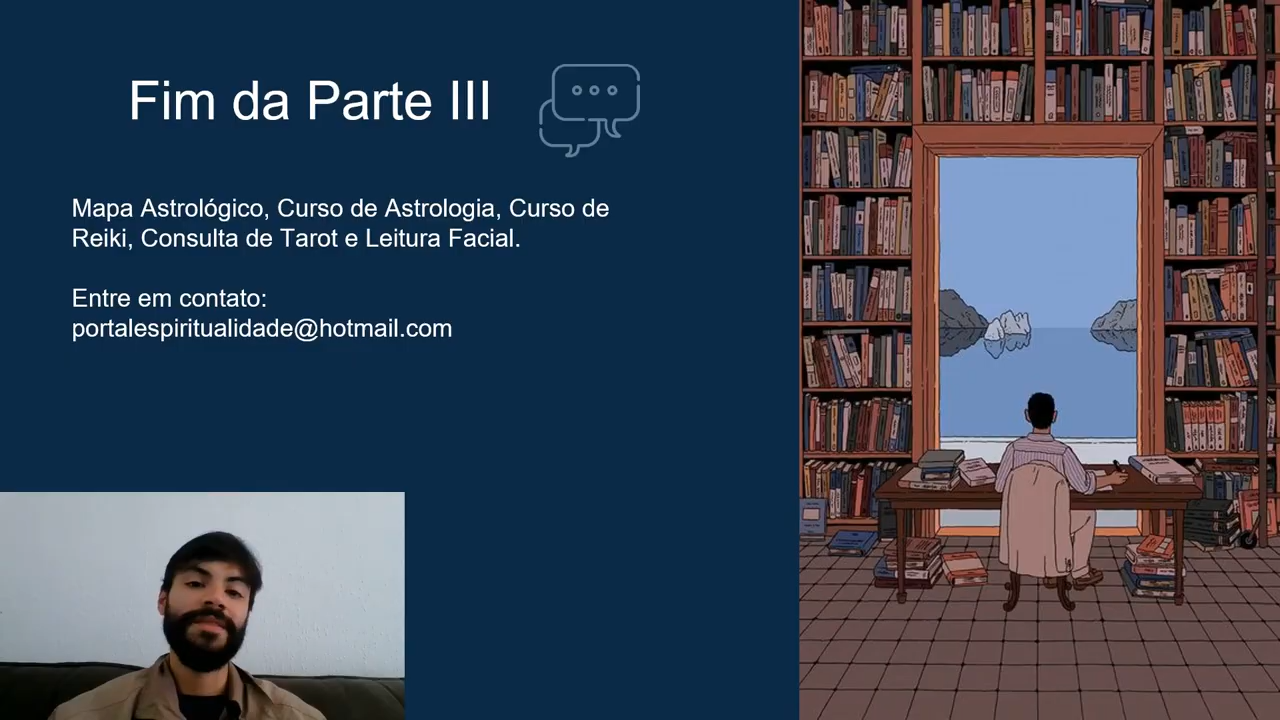 Fim da Parte III
Mapa Astrológico, Curso de Astrologia, Curso de
Reiki, Consulta de Tarot e Leitura Facial.
Entre em contato:
portalespiritualidade@hotmail.com